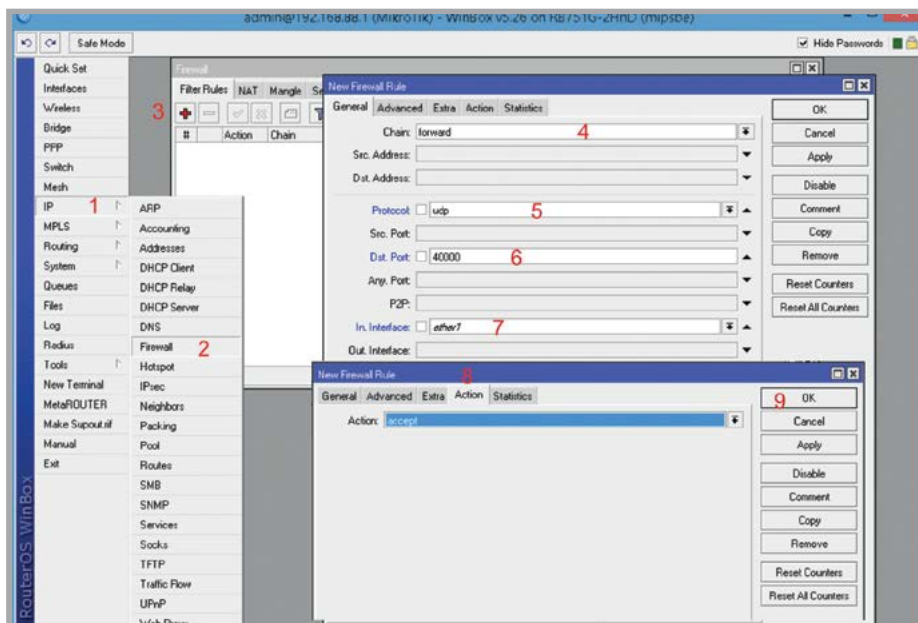 admin@192.168.88.1 (MikroTik) - WinBox v5.26 on RB751G-2HnD (mipsbe)
Safe Mode
Hide Passwords
Quick Set
Interfaces
Wireless
Bridge
PPP
Switch
Mesh
IP 1
MPLS
Routing
System
Queues
Files
Log
Radius
Tools
New Terminal
MetaROUTER
Make Supout.rif
Manual
Exit
RouterOS WinBox
ARP
Accounting
Addresses
DHCP Client
DHCP Relay
DHCP Server
DNS
Firewall 2
Hotspot
IPsec
Neighbors
Packing
Pool
Routes
SMB
SNMP
Services
Socks
TFTP
Traffic Flow
UPnP
Web Proxy
Firewall
Filter Rules NAT Mangle Se
3
# Action Chain
New Firewall Rule
General Advanced Extra Action Statistics
Chain: forward 4
Src. Address:
Dst. Address:
Protocol: udp 5
Src. Port:
Dst. Port: 40000 6
Any. Port:
P2P:
In. Interface: ether1 7
Out. Interface:
OK
Cancel
Apply
Disable
Comment
Copy
Remove
Reset Counters
Reset All Counters
New Firewall Rule
8
General Advanced Extra Action Statistics
Action: accept
9 OK
Cancel
Apply
Disable
Comment
Copy
Remove
Reset Counters
Reset All Counters